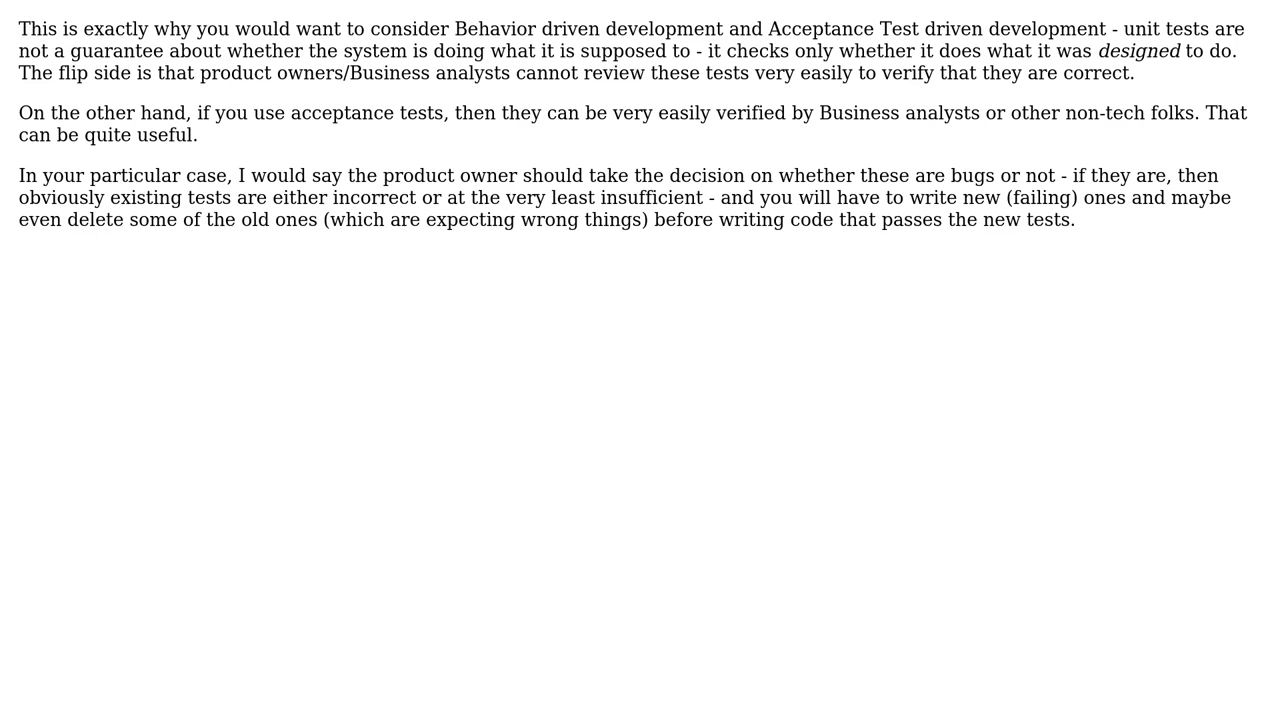 This is exactly why you would want to consider Behavior driven development and Acceptance Test driven development - unit tests are
not a guarantee about whether the system is doing what it is supposed to - it checks only whether it does what it was designed to do.
The flip side is that product owners/Business analysts cannot review these tests very easily to verify that they are correct.
On the other hand, if you use acceptance tests, then they can be very easily verified by Business analysts or other non-tech folks. That
can be quite useful.
In your particular case, I would say the product owner should take the decision on whether these are bugs or not - if they are, then
obviously existing tests are either incorrect or at the very least insufficient - and you will have to write new (failing) ones and maybe
even delete some of the old ones (which are expecting wrong things) before writing code that passes the new tests.